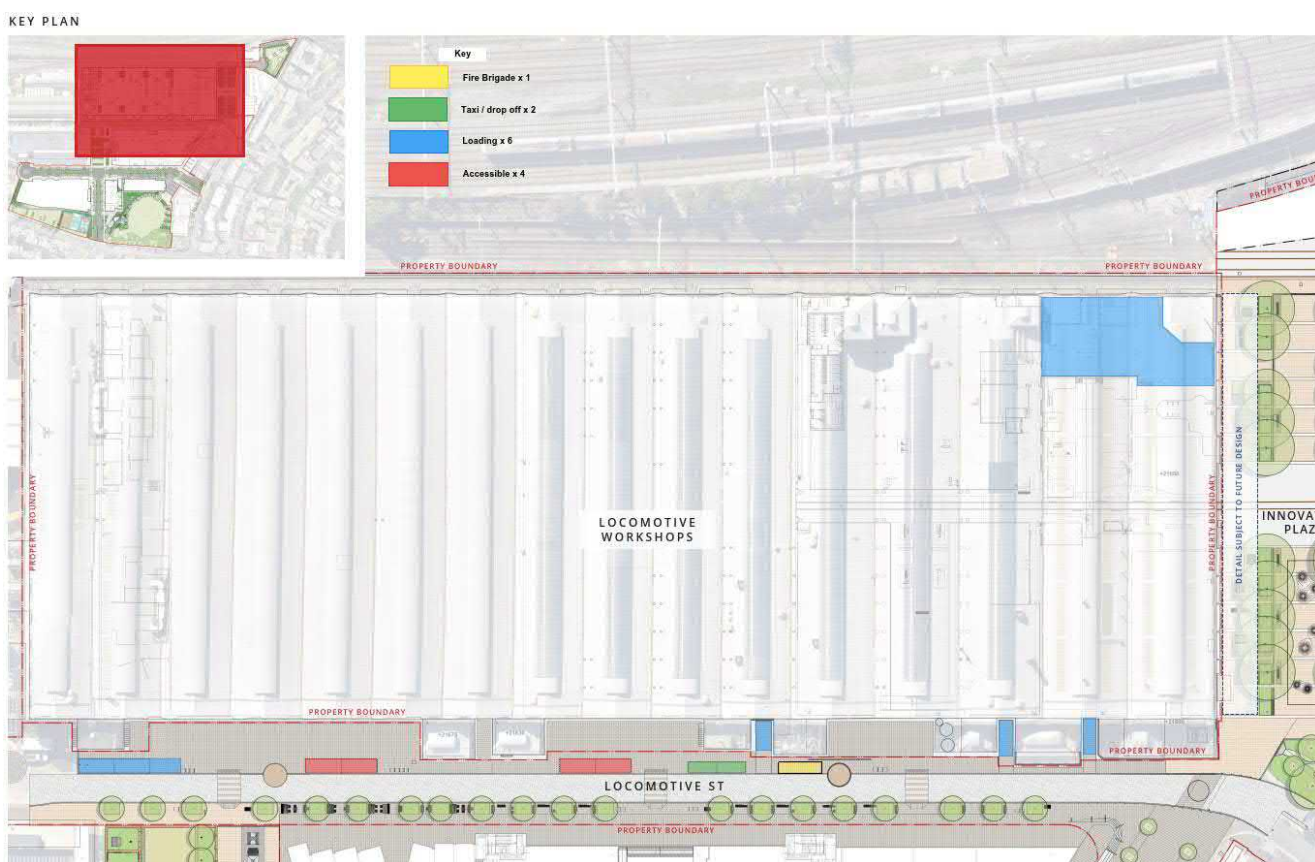 KEY PLAN
Key
Fire Brigade x 1
Taxi / drop off x 2
Loading x 6
Accessible x 4
PROPERTY BOU
PROPERTY BOUNDARY
PROPERTY BOUNDARY
PROPERTY BOUNDARY
LOCOMOTIVE
WORKSHOPS
PROPERTY BOUNDARY
DETAIL SUBJECT TO FUTURE DESIGN
INNOVA
PLAZ
PROPERTY BOUNDARY
PROPERTY BOUNDARY
LOCOMOTIVE ST
PROPERTY BOUNDARY